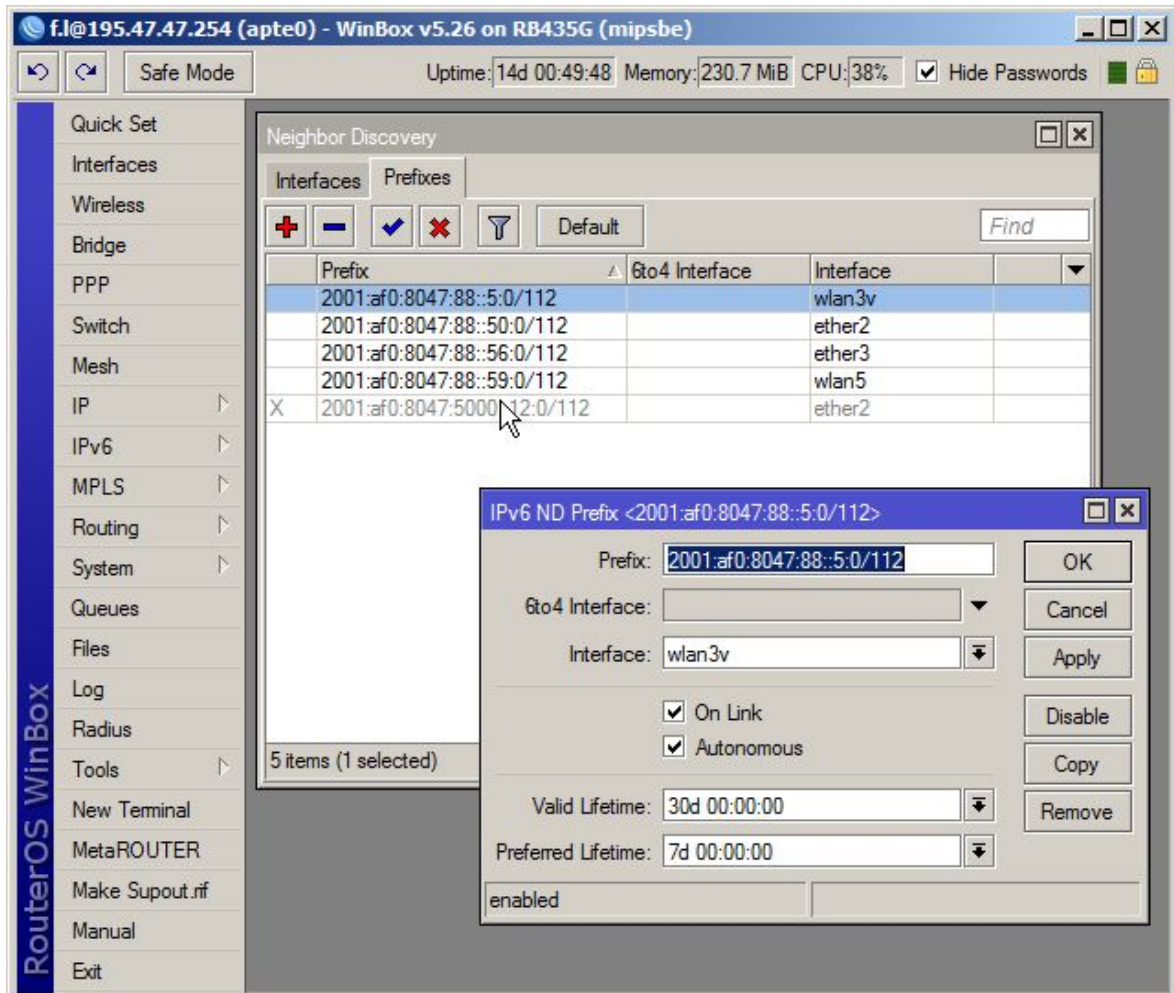 f.l@195.47.47.254 (apte0) - WinBox v5.26 on RB435G (mipsbe)
Safe Mode Uptime: 14d 00:49:48 Memory: 230.7 MiB CPU: 38% Hide Passwords
RouterOS WinBox
Quick Set
Interfaces
Wireless
Bridge
PPP
Switch
Mesh
IP
IPv6
MPLS
Routing
System
Queues
Files
Log
Radius
Tools
New Terminal
MetaROUTER
Make Supout.rif
Manual
Exit
Neighbor Discovery
Interfaces Prefixes
Default Find
Prefix 6to4 Interface Interface
2001:af0:8047:88::5:0/112 wlan3v
2001:af0:8047:88::50:0/112 ether2
2001:af0:8047:88::56:0/112 ether3
2001:af0:8047:88::59:0/112 wlan5
X 2001:af0:8047:5000 12:0/112 ether2
5 items (1 selected)
IPv6 ND Prefix <2001:af0:8047:88::5:0/112>
Prefix: 2001:af0:8047:88::5:0/112
6to4 Interface:
Interface: wlan3v
On Link
Autonomous
Valid Lifetime: 30d 00:00:00
Preferred Lifetime: 7d 00:00:00
enabled
OK
Cancel
Apply
Disable
Copy
Remove